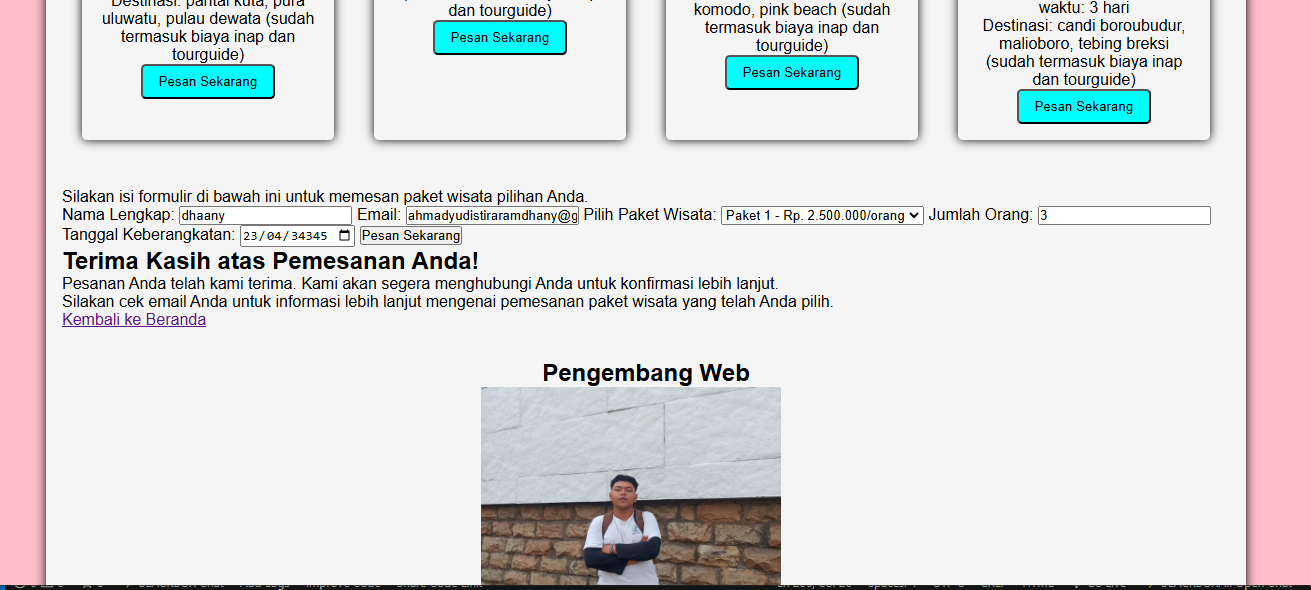 Destinasi: pantai kuta, pura
uluwatu, pulau dewata (sudah
termasuk biaya inap dan
tourguide)
Pesan Sekarang
dan tourguide)
Pesan Sekarang
komodo, pink beach (sudah
termasuk biaya inap dan
tourguide)
Pesan Sekarang
waktu: 3 hari
Destinasi: candi boroubudur,
malioboro, tebing breksi
(sudah termasuk biaya inap
dan tourguide)
Pesan Sekarang
Silakan isi formulir di bawah ini untuk memesan paket wisata pilihan Anda.
Nama Lengkap: dhaany Email: ahmadyudistiraramdhany@g Pilih Paket Wisata: Paket 1 - Rp. 2.500.000/orang Jumlah Orang: 3
Tanggal Keberangkatan: 23/04/34345 Pesan Sekarang
Terima Kasih atas Pemesanan Anda!
Pesanan Anda telah kami terima. Kami akan segera menghubungi Anda untuk konfirmasi lebih lanjut.
Silakan cek email Anda untuk informasi lebih lanjut mengenai pemesanan paket wisata yang telah Anda pilih.
Kembali ke Beranda
Pengembang Web